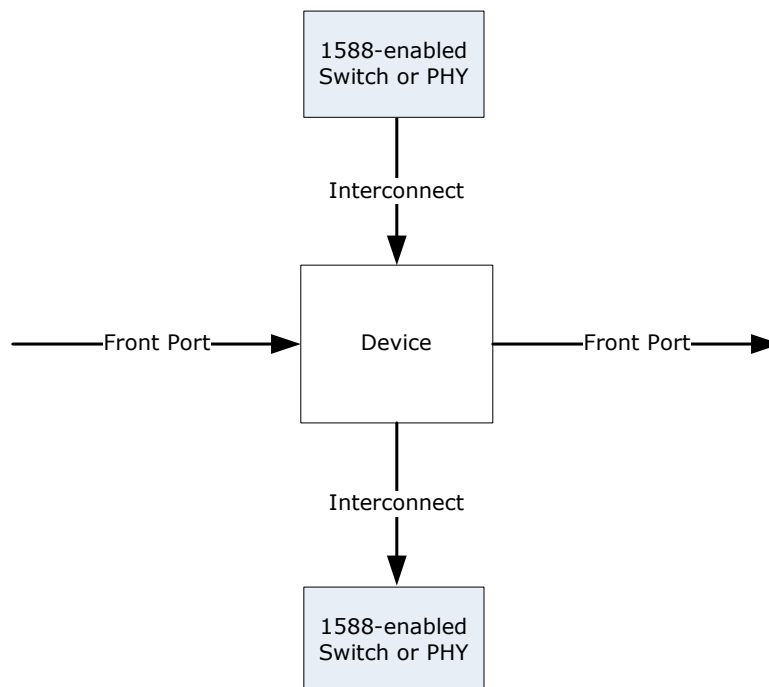 1588-enabled
Switch or PHY
Interconnect
Front Port
Device
Front Port
Interconnect
1588-enabled
Switch or PHY